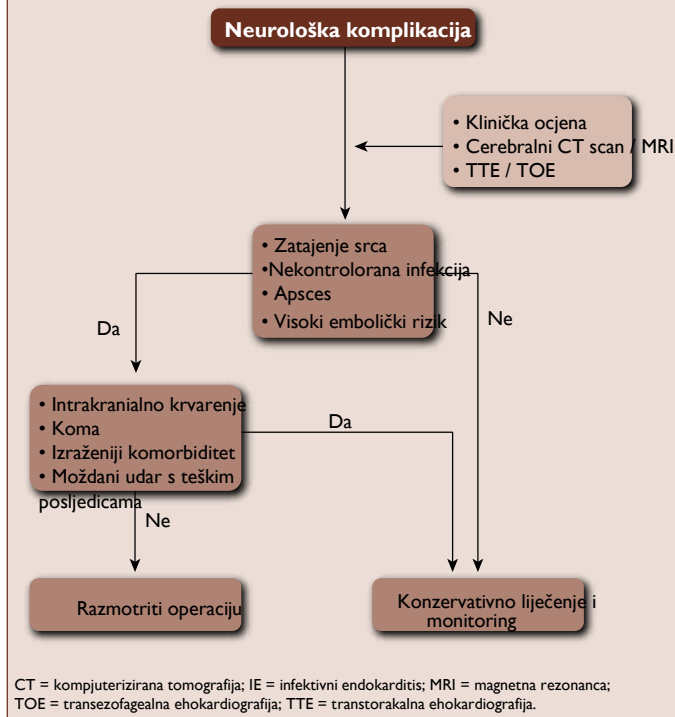 Neurološka komplikacija
• Klinička ocjena
• Cerebralni CT scan / MRI
• TTE / TOE
• Zatajenje srca
•Nekontrolorana infekcija
• Apsces
• Visoki embolički rizik
Da
Ne
• Intrakranialno krvarenje
• Koma
• Izraženiji komorbiditet
• Moždani udar s teškim
posljedicama
Da
Ne
Razmotriti operaciju
Konzervativno liječenje i
monitoring
CT = kompjuterizirana tomografija; IE = infektivni endokarditis; MRI = magnetna rezonanca;
TOE = transezofagealna ehokardiografija; TTE = transtorakalna ehokardiografija.